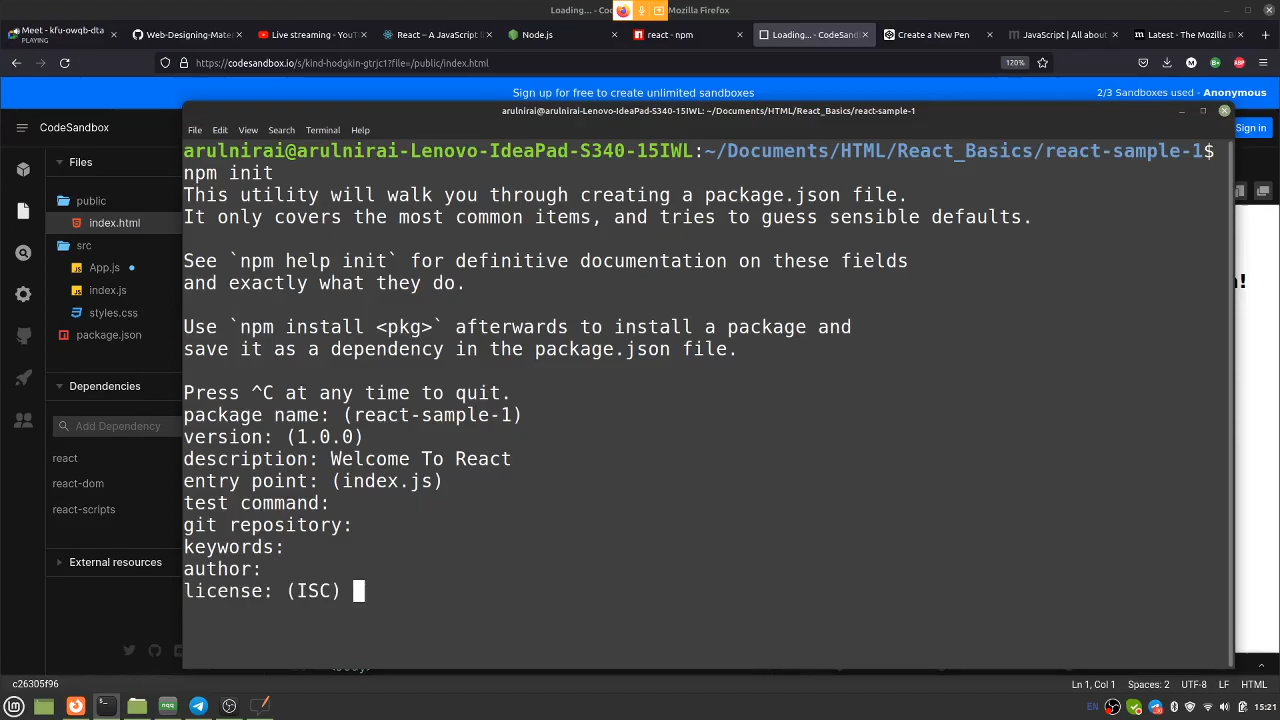 Loading... - Co
Mozilla Firefox
Meet - kfu-owqb-dta
PLAYING
Web-Designing-Mate
Live streaming - YouTu
React – A JavaScript li
Node.js
react - npm
Loading... - CodeSand
Create a New Pen
JavaScript | All about
Latest - The Mozilla B
https://codesandbox.io/s/kind-hodgkin-gtrjc1?file=/public/index.html
120%
Sign up for free to create unlimited sandboxes
2/3 Sandboxes used - Anonymous
CodeSandbox
Sign in
Files
public
index.html
src
App.js
index.js
styles.css
package.json
Dependencies
Add Dependency
react
react-dom
react-scripts
External resources
arulnirai@arulnirai-Lenovo-IdeaPad-S340-15IWL: ~/Documents/HTML/React_Basics/react-sample-1
File Edit View Search Terminal Help
arulnirai@arulnirai-Lenovo-IdeaPad-S340-15IWL:~/Documents/HTML/React_Basics/react-sample-1$
npm init
This utility will walk you through creating a package.json file.
It only covers the most common items, and tries to guess sensible defaults.
See `npm help init` for definitive documentation on these fields
and exactly what they do.
Use `npm install <pkg>` afterwards to install a package and
save it as a dependency in the package.json file.
Press ^C at any time to quit.
package name: (react-sample-1)
version: (1.0.0)
description: Welcome To React
entry point: (index.js)
test command:
git repository:
keywords:
author:
license: (ISC)
c26305f96
Ln 1, Col 1 Spaces: 2 UTF-8 LF HTML
nqq
EN
15:21